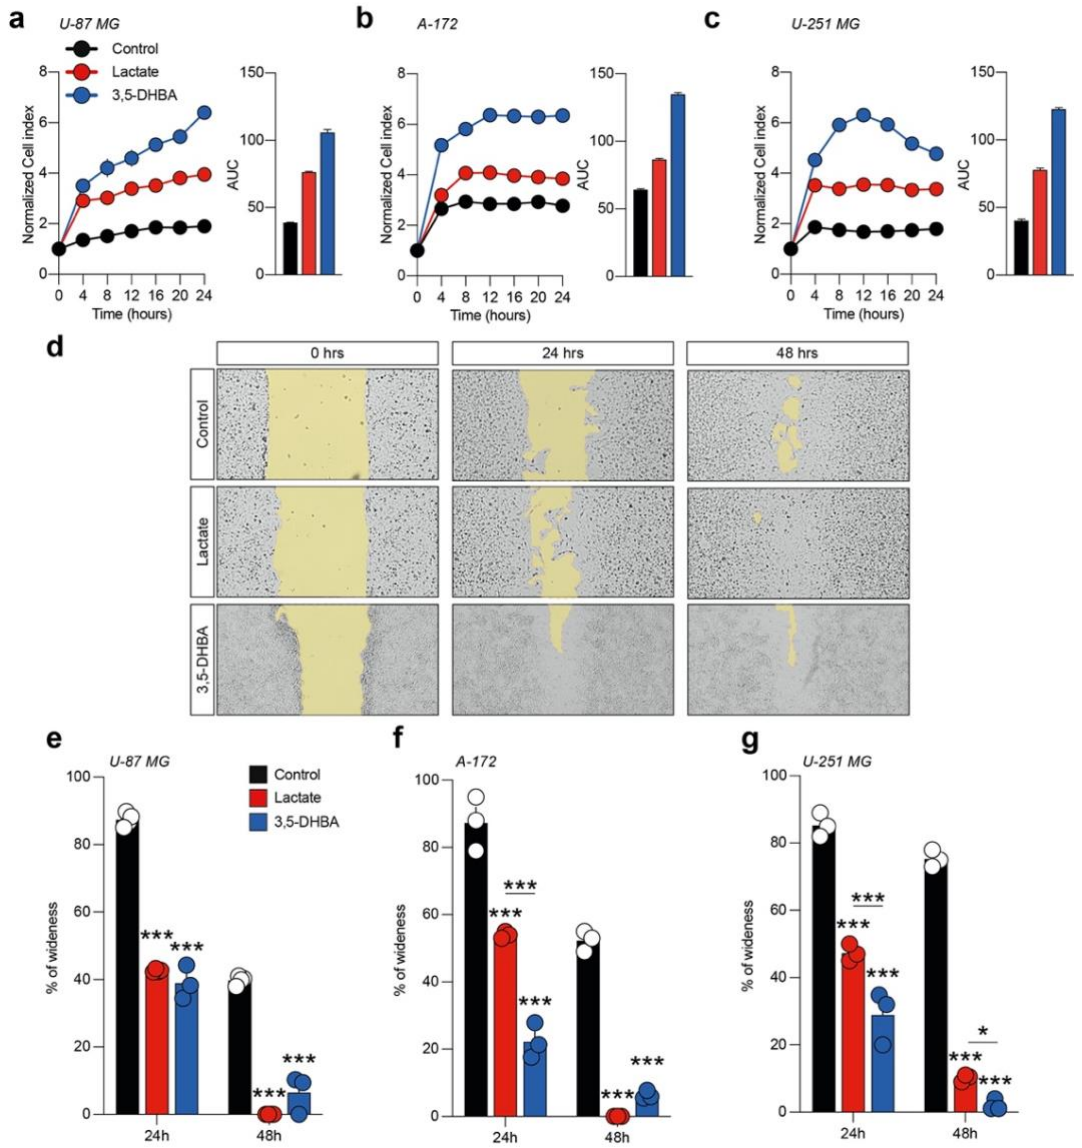 a
U-87 MG
Control
Lactate
3,5-DHBA
Normalized Cell index
8
6
4
2
0
0 4 8 12 16 20 24
Time (hours)
AUC
150
100
50
0
b
A-172
Normalized Cell index
8
6
4
2
0
0 4 8 12 16 20 24
Time (hours)
AUC
150
100
50
0
c
U-251 MG
Normalized Cell index
8
6
4
2
0
0 4 8 12 16 20 24
Time (hours)
AUC
150
100
50
0
d
0 hrs
24 hrs
48 hrs
Control
Lactate
3,5-DHBA
e
U-87 MG
Control
Lactate
3,5-DHBA
% of wideness
100
80
60
40
20
0
***
***
***
***
24h
48h
f
A-172
% of wideness
100
80
60
40
20
0
***
***
***
***
***
24h
48h
g
U-251 MG
% of wideness
100
80
60
40
20
0
***
***
***
*
***
***
24h
48h